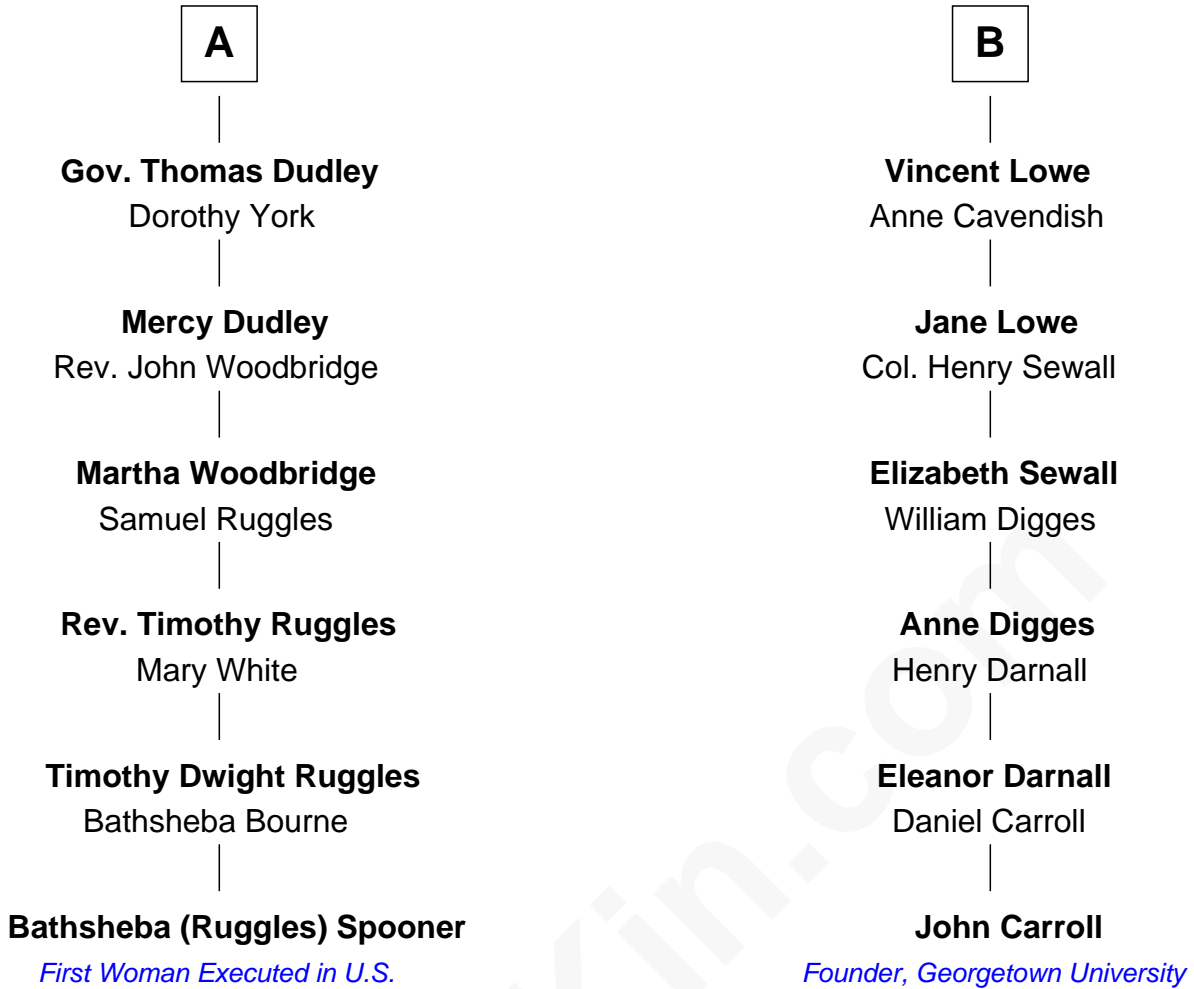 A
Gov. Thomas Dudley
Dorothy York
Mercy Dudley
Rev. John Woodbridge
Martha Woodbridge
Samuel Ruggles
Rev. Timothy Ruggles
Mary White
Timothy Dwight Ruggles
Bathsheba Bourne
Bathsheba (Ruggles) Spooner
First Woman Executed in U.S.
B
Vincent Lowe
Anne Cavendish
Jane Lowe
Col. Henry Sewall
Elizabeth Sewall
William Digges
Anne Digges
Henry Darnall
Eleanor Darnall
Daniel Carroll
John Carroll
Founder, Georgetown University
Kin.com